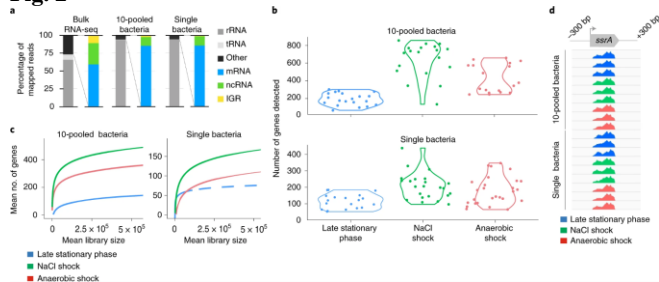 Fig. 2
a
Bulk RNA-seq
10-pooled bacteria
Single bacteria
Percentage of mapped reads
100
75
50
25
0
rRNA
tRNA
Other
mRNA
ncRNA
IGR
b
10-pooled bacteria
800
600
400
200
0
Number of genes detected
Single bacteria
400
300
200
100
0
Late stationary phase
NaCl shock
Anaerobic shock
c
10-pooled bacteria
Single bacteria
Mean no. of genes
400
200
0
150
100
50
0
0
2.5 × 10⁵
5 × 10⁵
0
2.5 × 10⁵
5 × 10⁵
Mean library size
Mean library size
Late stationary phase
NaCl shock
Anaerobic shock
d
-300 bp
ssrA
+300 bp
10-pooled bacteria
Single bacteria
Late stationary phase
NaCl shock
Anaerobic shock